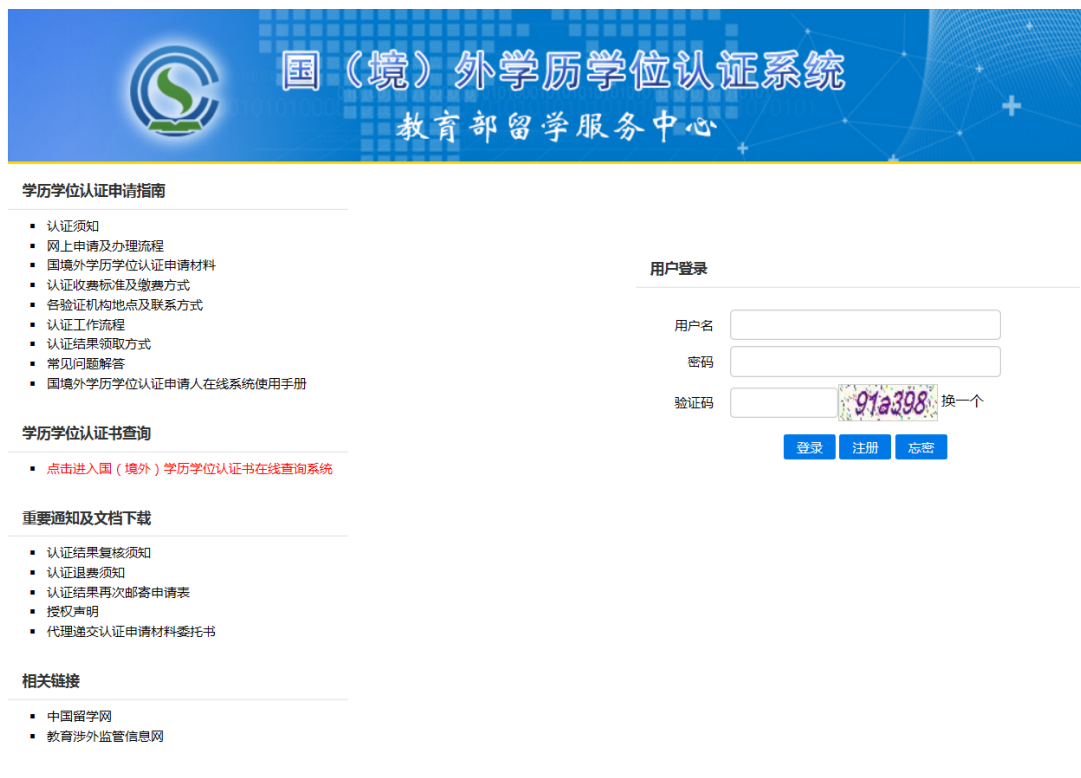 国（境）外学历学位认证系统
教育部留学服务中心
学历学位认证申请指南
认证须知
网上申请及办理流程
国境外学历学位认证申请材料
认证收费标准及缴费方式
各验证机构地点及联系方式
认证工作流程
认证结果领取方式
常见问题解答
国境外学历学位认证申请人在线系统使用手册
学历学位认证书查询
点击进入国（境外）学历学位认证书在线查询系统
重要通知及文档下载
认证结果复核须知
认证退费须知
认证结果再次邮寄申请表
授权声明
代理递交认证申请材料委托书
相关链接
中国留学网
教育涉外监管信息网
用户登录
用户名
密码
验证码 91a398 换一个
登录 注册 忘密